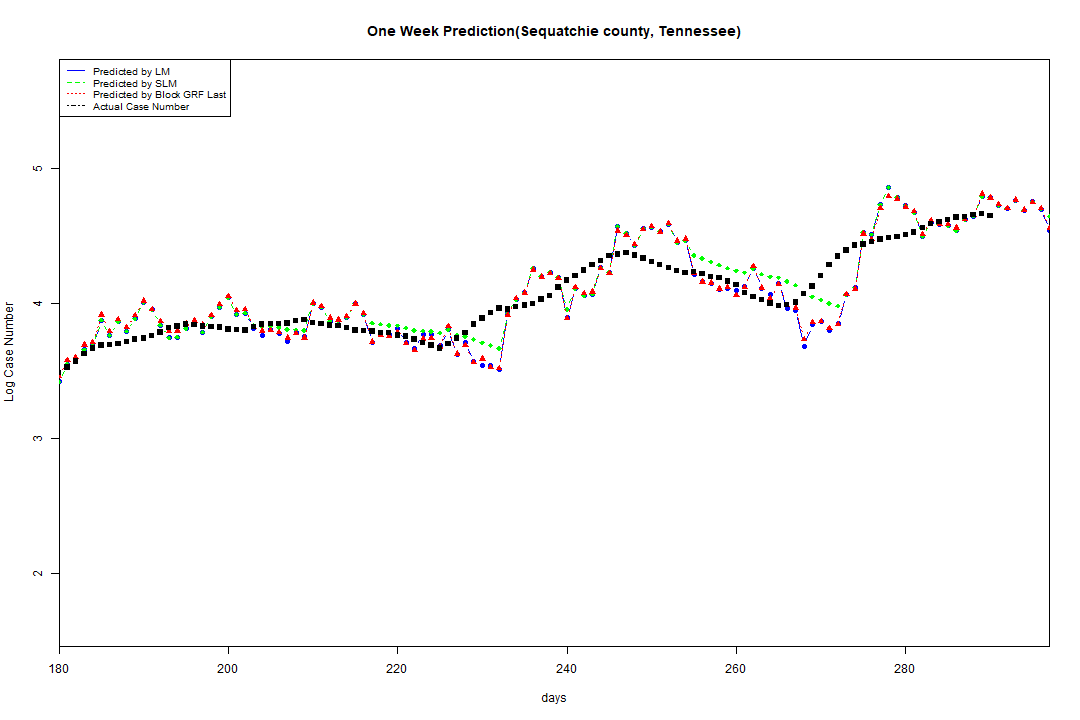 One Week Prediction(Sequatchie county, Tennessee)
Predicted by LM
Predicted by SLM
Predicted by Block GRF Last
Actual Case Number
Log Case Number
5
4
3
2
180 200 220 240 260 280
days